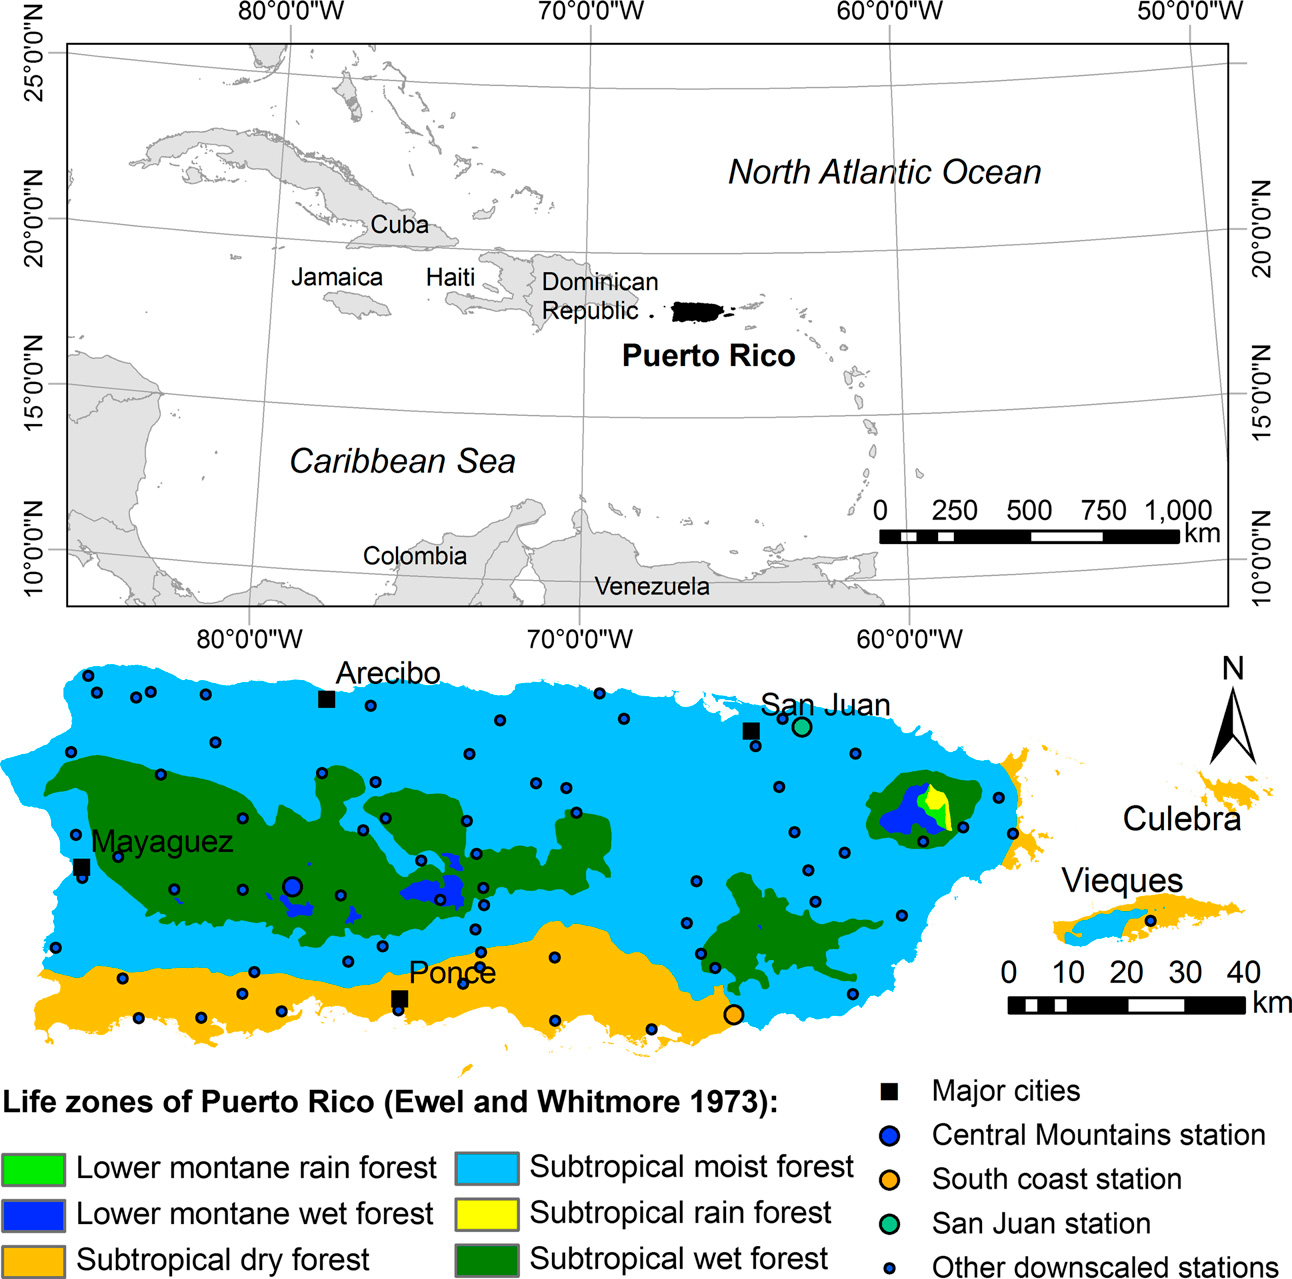 80°0'0"W 70°0'0"W 60°0'0"W 50°0'0"W
25°0'0"N
20°0'0"N
15°0'0"N
10°0'0"N
North Atlantic Ocean
Cuba
Jamaica Haiti Dominican
Republic
Puerto Rico
Caribbean Sea
Colombia
Venezuela
0 250 500 750 1,000
km
20°0'0"N
15°0'0"N
10°0'0"N
80°0'0"W 70°0'0"W 60°0'0"W
Arecibo
San Juan
N
Mayaguez
Culebra
Vieques
Ponce
0 10 20 30 40
km
Life zones of Puerto Rico (Ewel and Whitmore 1973):
Lower montane rain forest
Lower montane wet forest
Subtropical dry forest
Subtropical moist forest
Subtropical rain forest
Subtropical wet forest
Major cities
Central Mountains station
South coast station
San Juan station
Other downscaled stations